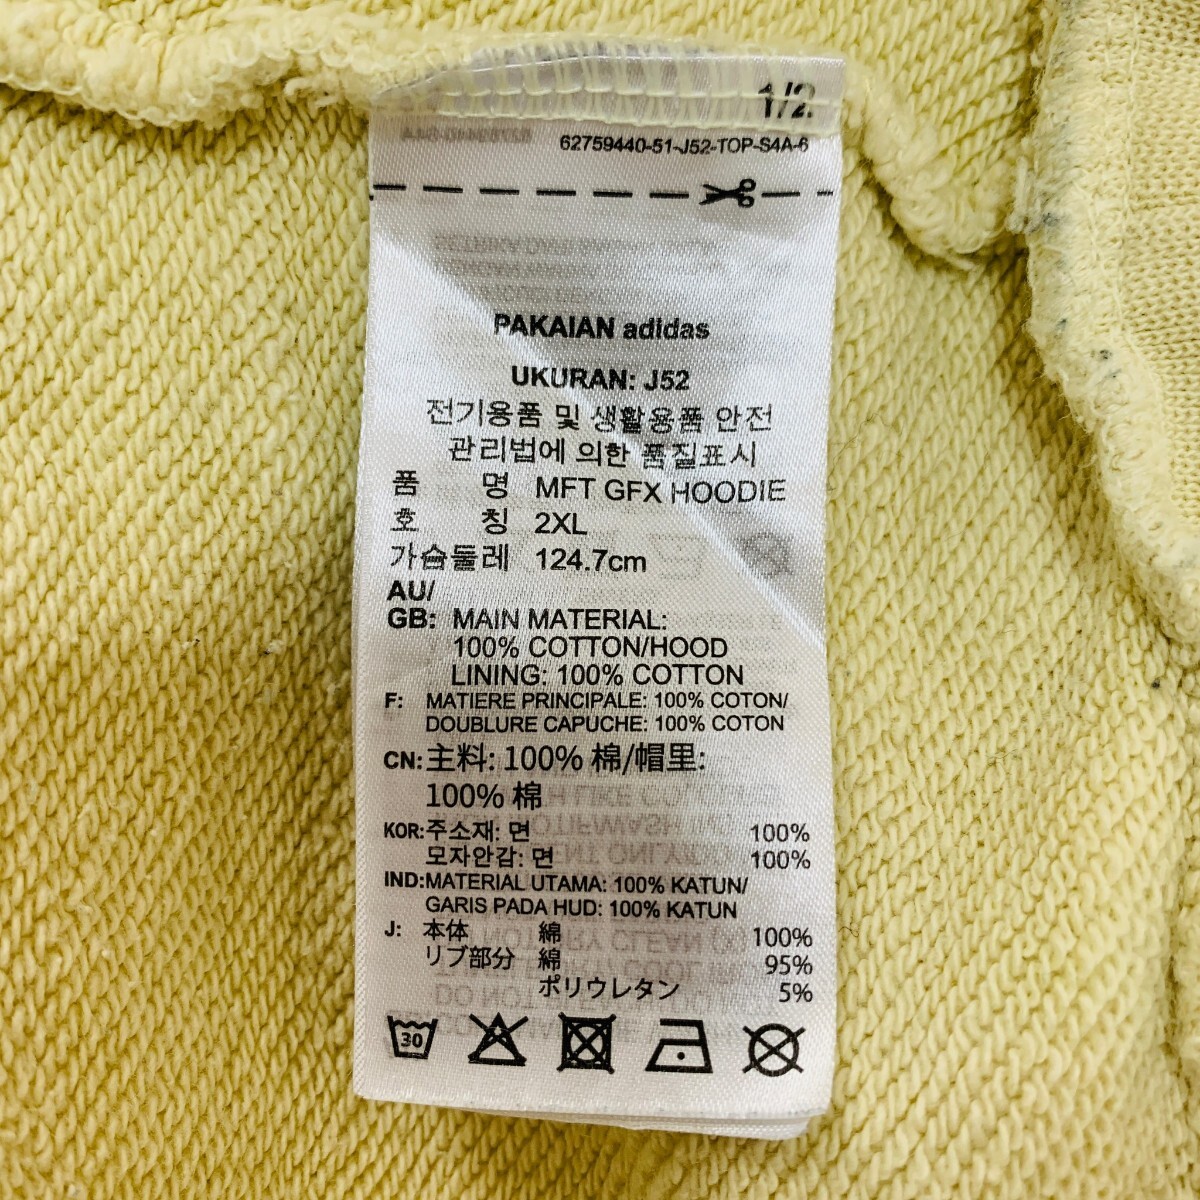 1/2
62759440-51-J52-TOP-S4A-6
PAKAIAN adidas
UKURAN: J52
전기용품 및 생활용품 안전
관리법에 의한 품질표시
품 명 MFT GFX HOODIE
호 칭 2XL
가슴둘레 124.7cm
AU/
GB: MAIN MATERIAL:
100% COTTON/HOOD
LINING: 100% COTTON
F: MATIERE PRINCIPALE: 100% COTON/
DOUBLURE CAPUCHE: 100% COTON
CN: 主料: 100% 棉/帽里:
100% 棉
KOR: 주소재: 면 100%
모자안감: 면 100%
IND: MATERIAL UTAMA: 100% KATUN/
GARIS PADA HUD: 100% KATUN
J: 本体 綿 100%
リブ部分 綿 95%
ポリウレタン 5%
30